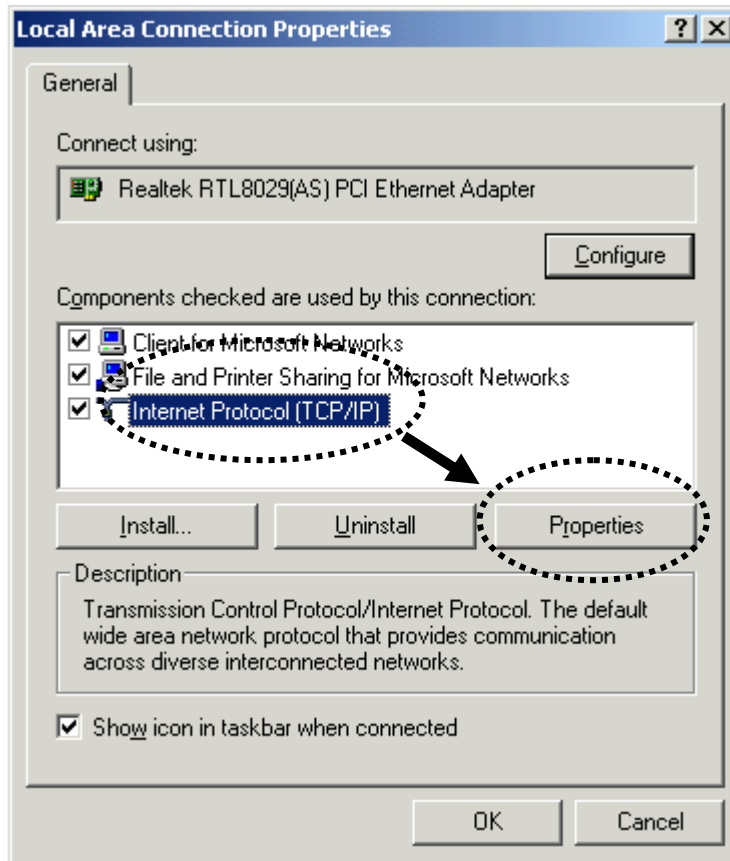 Local Area Connection Properties
General
Connect using:
Realtek RTL8029(AS) PCI Ethernet Adapter
Configure
Components checked are used by this connection:
Client for Microsoft Networks
File and Printer Sharing for Microsoft Networks
Internet Protocol (TCP/IP)
Install... Uninstall Properties
Description
Transmission Control Protocol/Internet Protocol. The default
wide area network protocol that provides communication
across diverse interconnected networks.
Show icon in taskbar when connected
OK Cancel